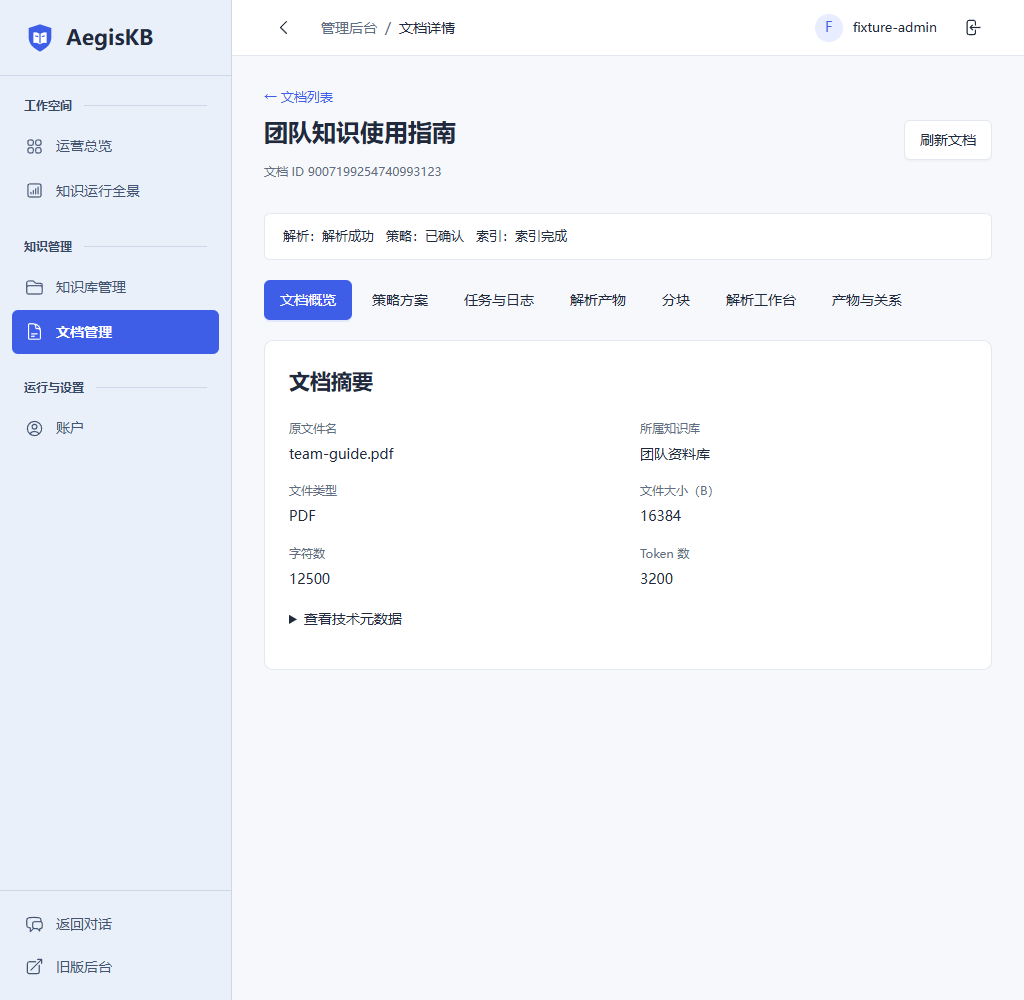 AegisKB
工作空间
运营总览
知识运行全景
知识管理
知识库管理
文档管理
运行与设置
账户
返回对话
旧版后台
管理后台 / 文档详情
F fixture-admin
← 文档列表
团队知识使用指南
文档 ID 9007199254740993123
刷新文档
解析：解析成功 策略：已确认 索引：索引完成
文档概览 策略方案 任务与日志 解析产物 分块 解析工作台 产物与关系
文档摘要
原文件名
team-guide.pdf
所属知识库
团队资料库
文件类型
PDF
文件大小（B）
16384
字符数
12500
Token 数
3200
▶ 查看技术元数据